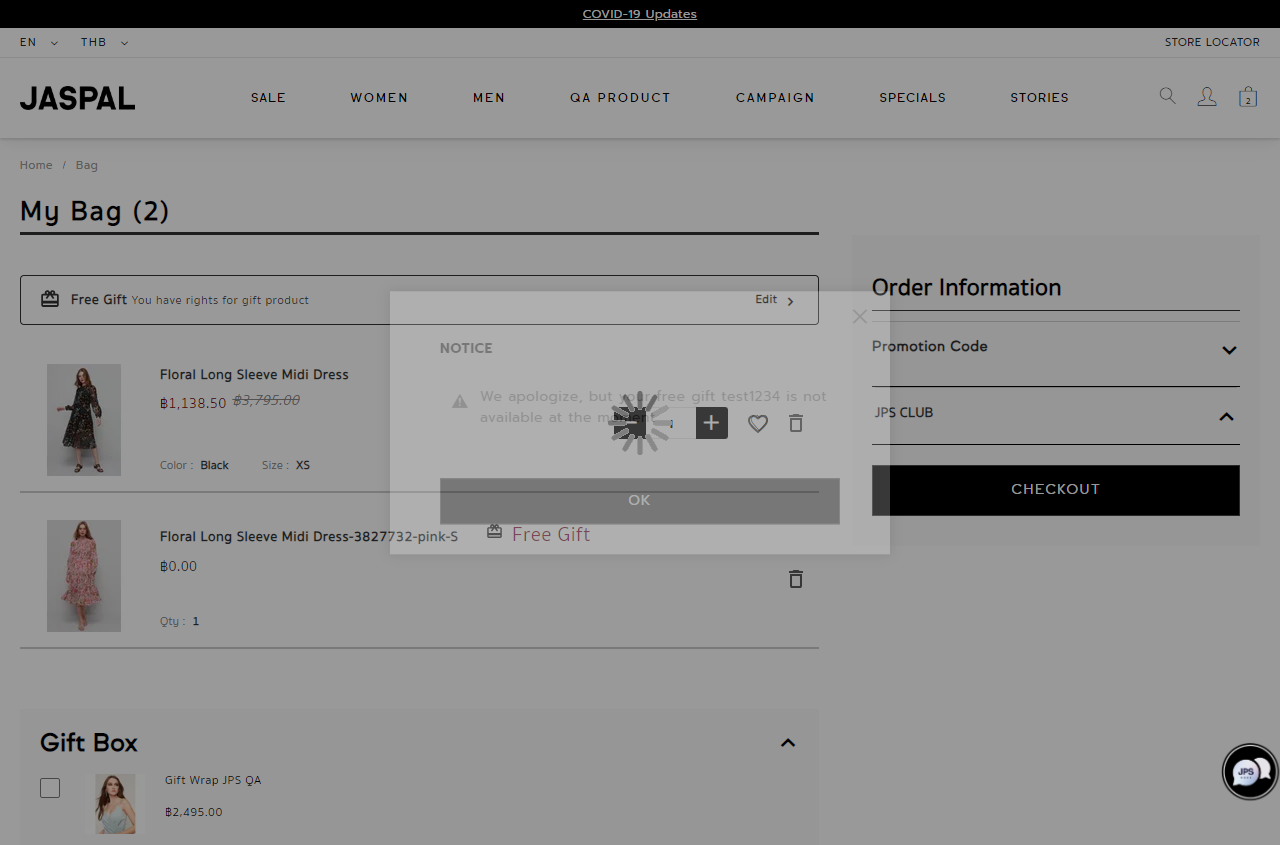 COVID-19 Updates
EN THB STORE LOCATOR
JASPAL SALE WOMEN MEN QA PRODUCT CAMPAIGN SPECIALS STORIES 2
Home / Bag
My Bag (2)
Free Gift You have rights for gift product Edit
NOTICE
We apologize, but your free gift test1234 is not
available at the moment
OK
Floral Long Sleeve Midi Dress
฿1,138.50 ฿3,795.00
Color : Black Size : XS
Floral Long Sleeve Midi Dress-3827732-pink-S Free Gift
฿0.00
Qty : 1
Gift Box
Gift Wrap JPS QA
฿2,495.00
Order Information
Promotion Code
JPS CLUB
CHECKOUT
JPS